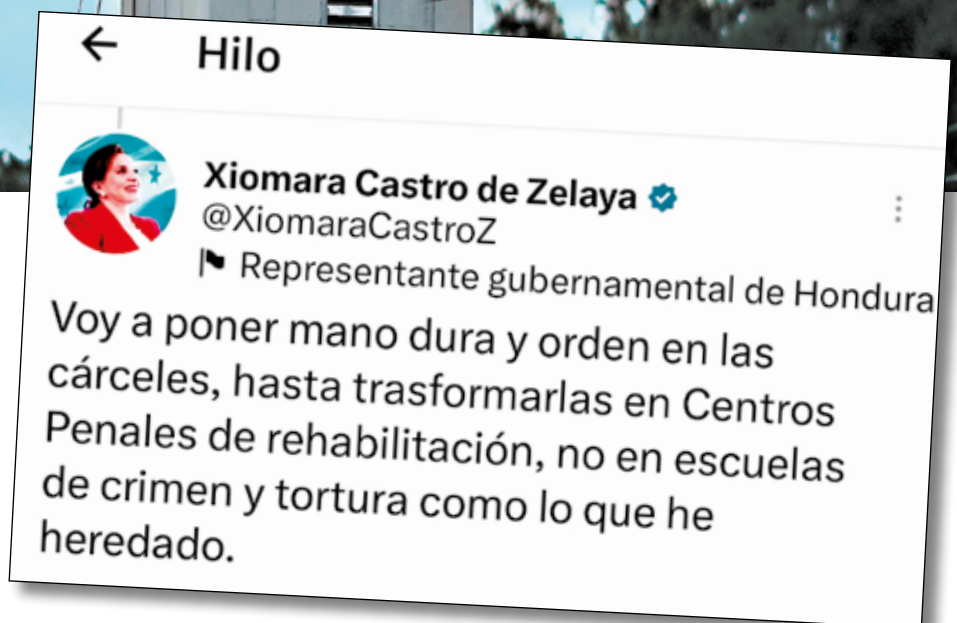 Hilo
Xiomara Castro de Zelaya
@XiomaraCastroZ
Representante gubernamental de Hondura
Voy a poner mano dura y orden en las
cárceles, hasta trasformarlas en Centros
Penales de rehabilitación, no en escuelas
de crimen y tortura como lo que he
heredado.